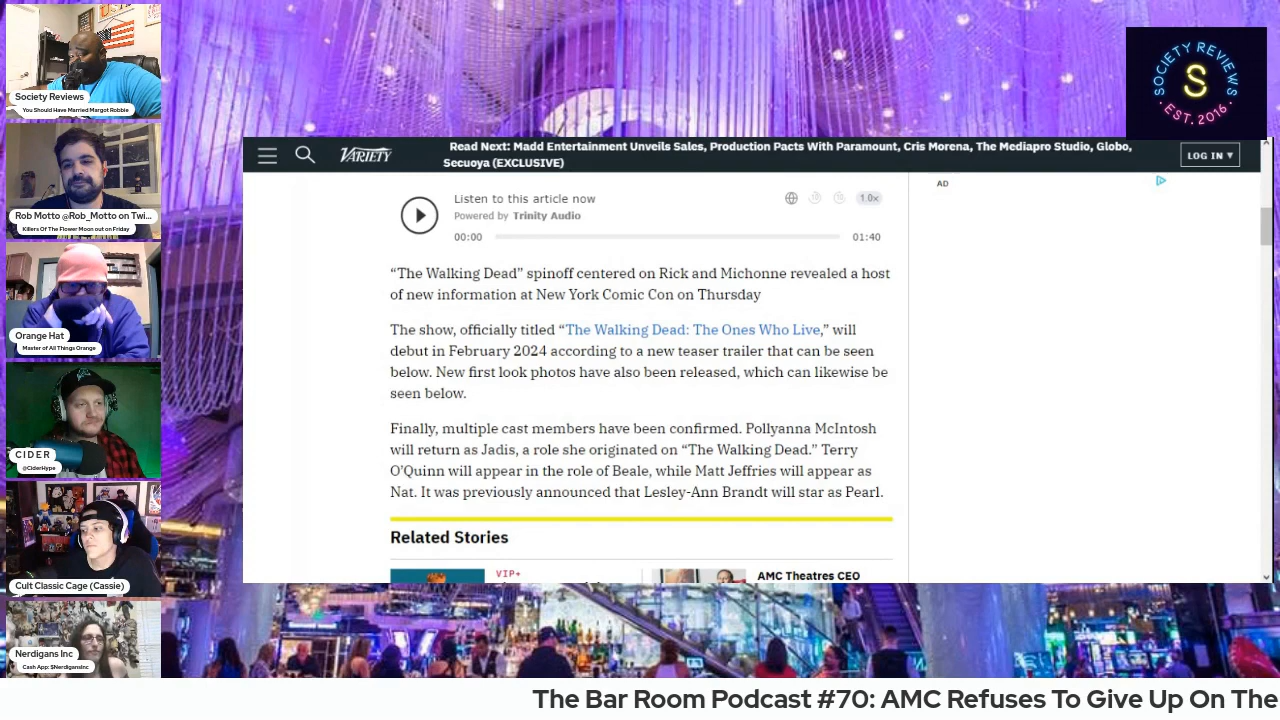 Society Reviews
You Should Have Married Margot Robbie
Rob Motto @Rob_Motto on Twi...
Killers Of The Flower Moon out on Friday
Orange Hat
Master of All Things Orange
CIDER
@CiderHype
Cult Classic Cage (Cassie)
Nerdigans Inc
Cash App: $NerdigansInc
SOCIETY REVIEWS
S
· EST. 2016 ·
VARIETY
Read Next: Madd Entertainment Unveils Sales, Production Pacts With Paramount, Cris Morena, The Mediapro Studio, Globo,
Secuoya (EXCLUSIVE)
LOG IN ▾
AD
Listen to this article now
Powered by Trinity Audio
10
10
1.0x
00:00
01:40
“The Walking Dead” spinoff centered on Rick and Michonne revealed a host
of new information at New York Comic Con on Thursday
The show, officially titled “The Walking Dead: The Ones Who Live,” will
debut in February 2024 according to a new teaser trailer that can be seen
below. New first look photos have also been released, which can likewise be
seen below.
Finally, multiple cast members have been confirmed. Pollyanna McIntosh
will return as Jadis, a role she originated on “The Walking Dead.” Terry
O’Quinn will appear in the role of Beale, while Matt Jeffries will appear as
Nat. It was previously announced that Lesley-Ann Brandt will star as Pearl.
Related Stories
VIP+
AMC Theatres CEO
The Bar Room Podcast #70: AMC Refuses To Give Up On The